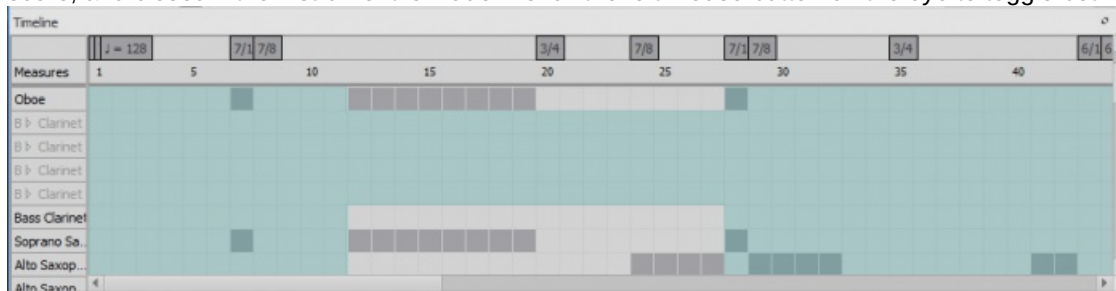 Timeline
♩ = 128 7/1 7/8 3/4 7/8 7/1 7/8 3/4 6/1 6
Measures 1 5 10 15 20 25 30 35 40
Oboe
B♭ Clarinet
B♭ Clarinet
B♭ Clarinet
B♭ Clarinet
Bass Clarinet
Soprano Sa...
Alto Saxop...
Alto Saxop